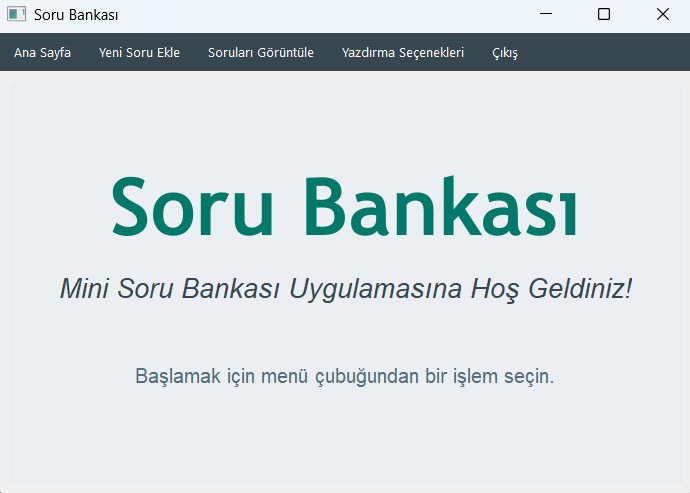 Soru Bankası
Ana Sayfa Yeni Soru Ekle Soruları Görüntüle Yazdırma Seçenekleri Çıkış
Soru Bankası
Mini Soru Bankası Uygulamasına Hoş Geldiniz!
Başlamak için menü çubuğundan bir işlem seçin.